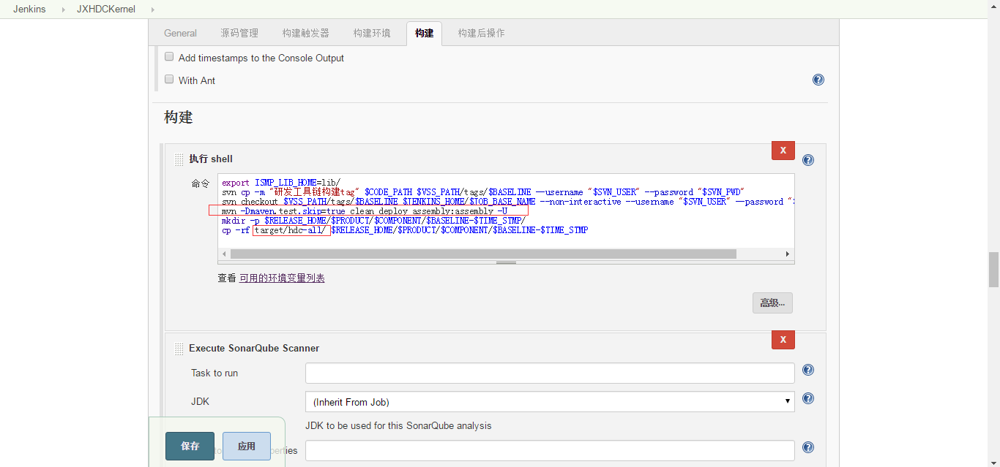 Jenkins JXHDCKernel
General 源码管理 构建触发器 构建环境 构建 构建后操作
Add timestamps to the Console Output
With Ant
构建
X
执行 shell
命令
export ISMP_LIB_HOME=lib/
svn cp -m "研发工具链构建tag" $CODE_PATH $VSS_PATH/tags/$BASELINE --username "$SVN_USER" --password "$SVN_PWD"
svn checkout $VSS_PATH/tags/$BASELINE $JENKINS_HOME/$JOB_BASE_NAME --non-interactive --username "$SVN_USER" --password "
mvn -Dmaven.test.skip=true clean deploy assembly:assembly -U
mkdir -p $RELEASE_HOME/$PRODUCT/$COMPONENT/$BASELINE-$TIME_STMP/
cp -rf target/hdc-all/ $RELEASE_HOME/$PRODUCT/$COMPONENT/$BASELINE-$TIME_STMP
查看 可用的环境变量列表
高级...
X
Execute SonarQube Scanner
Task to run
JDK (Inherit From Job)
JDK to be used for this SonarQube analysis
保存 应用